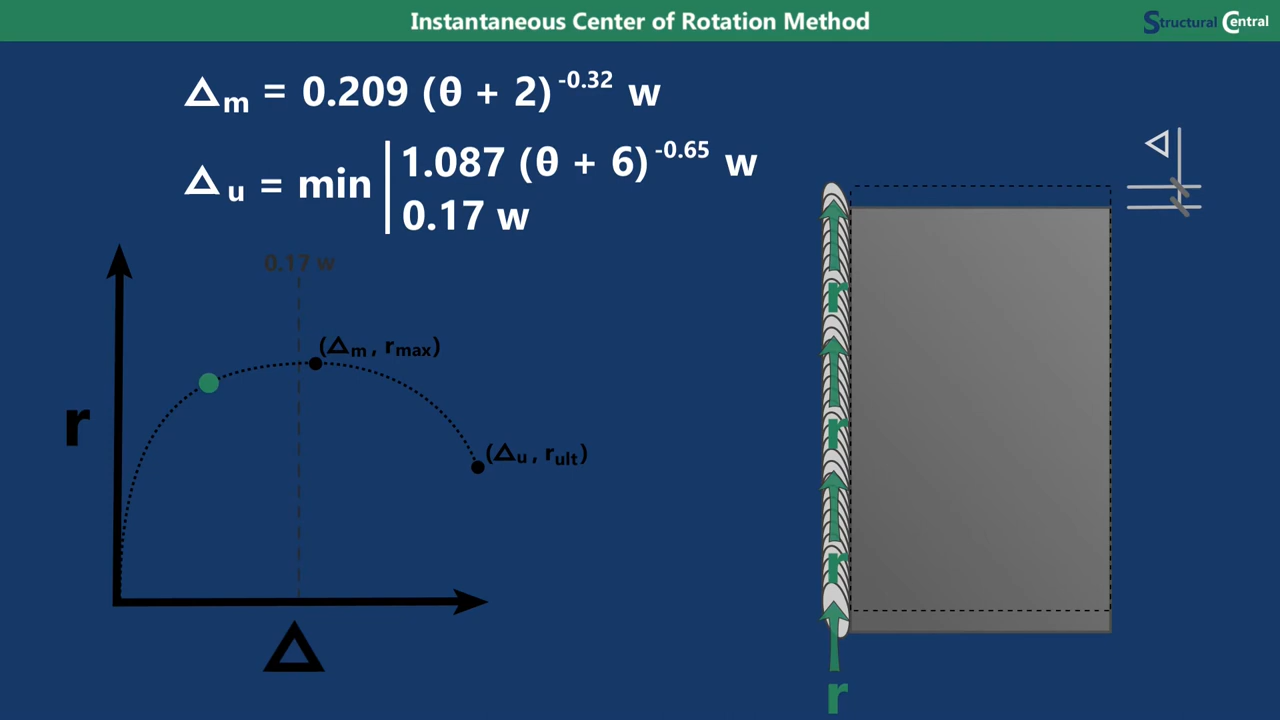 Instantaneous Center of Rotation Method
Structural Central
Δm = 0.209 (θ + 2)^-0.32 w
Δu = min | 1.087 (θ + 6)^-0.65 w
0.17 w
Δ
0.17 w
(Δm , rmax)
r
(Δu , rult)
Δ
r
r
r
r